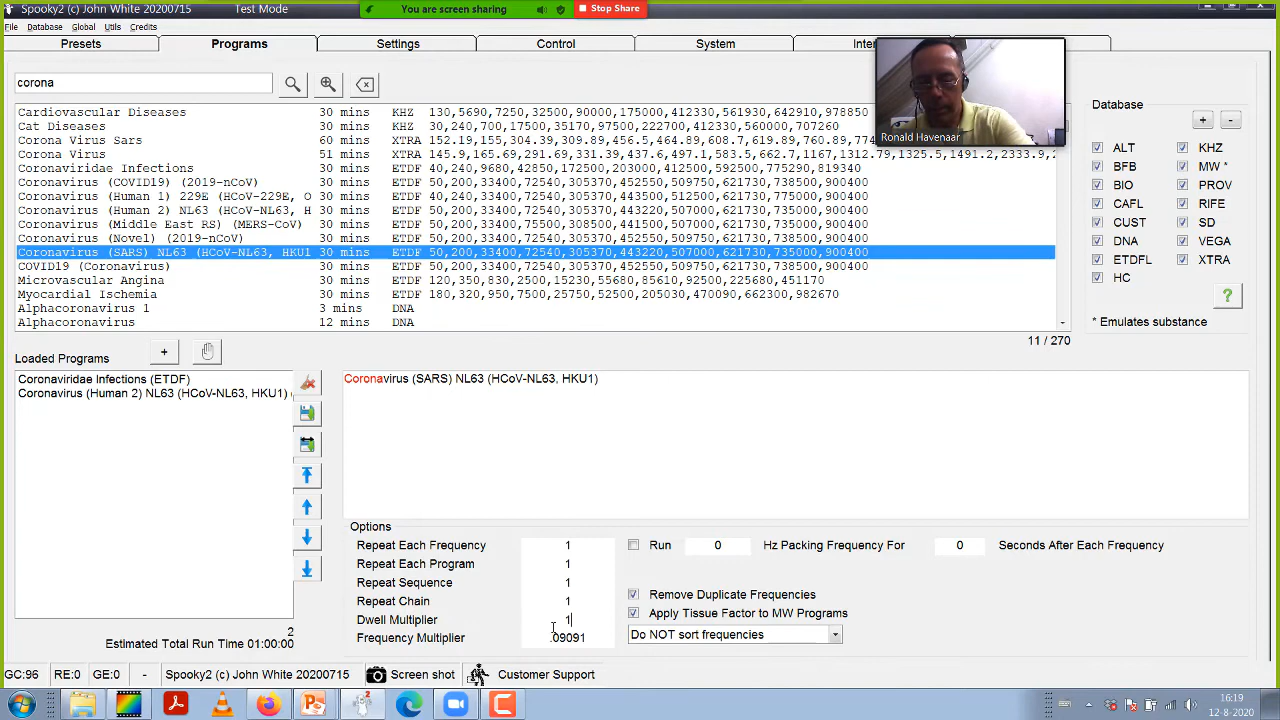 Spooky2 (c) John White 20200715 Test Mode You are screen sharing Stop Share
File Database Global Utils Credits
Presets Programs Settings Control System Inter
corona
Ronald Havenaar
Cardiovascular Diseases 30 mins KHZ 130,5690,7250,32500,90000,175000,412330,561930,642910,978850
Cat Diseases 30 mins KHZ 30,240,700,17500,35170,97500,222700,412330,560000,707260
Corona Virus Sars 60 mins XTRA 152.19,155,304.38,310,456.5,464.89,608.7,619.89,760.89,774
Corona Virus 51 mins XTRA 145.9,165.69,291.69,331.39,437.6,497.1,583.5,662.7,1167,1312.79,1325.5,1491.2,2333.9,2
Coronaviridae Infections 30 mins ETDF 40,240,960,9680,22500,302200,412500,592500,775290,819340
Coronavirus (COVID19) (2019-nCoV) 30 mins ETDF 50,200,33400,72540,305370,452550,509750,621730,738500,900400
Coronavirus (Human 1) 229E (HCoV-229E, O 30 mins ETDF 50,200,33400,72540,305370,452550,509750,621730,738500,900400
Coronavirus (Human 2) NL63 (HCoV-NL63, H 30 mins ETDF 50,200,33400,72540,305370,443220,507000,621730,735000,900400
Coronavirus (Middle East RS) (MERS-CoV) 30 mins ETDF 50,200,33400,72540,305370,452550,507000,621730,735000,900400
Coronavirus (Novel) (2019-nCoV) 30 mins ETDF 50,200,33400,72540,305370,452550,509750,621730,738500,900400
Coronavirus (SARS) NL63 (HCoV-NL63, HKU1 30 mins ETDF 50,200,33400,72540,305370,443220,507000,621730,735000,900400
COVID19 (Coronavirus) 30 mins ETDF 50,200,33400,72540,305370,452550,509750,621730,738500,900400
Microvascular Angina 30 mins ETDF 120,350,830,2500,15230,55680,85610,92500,225680,451170
Myocardial Ischemia 30 mins ETDF 180,320,950,7500,25750,52500,205030,470090,662300,982670
Alphacoronavirus 1 3 mins DNA
Alphacoronavirus 12 mins DNA
Database + -
ALT KHZ
BFB MW *
BIO PROV
CAFL RIFE
CUST SD
DNA VEGA
ETDFL XTRA
HC
?
* Emulates substance
11 / 270
Loaded Programs +
Coronaviridae Infections (ETDF)
Coronavirus (Human 2) NL63 (HCoV-NL63, HKU1) (
2
Estimated Total Run Time 01:00:00
Coronavirus (SARS) NL63 (HCoV-NL63, HKU1)
Options
Repeat Each Frequency 1 Run 0 Hz Packing Frequency For 0 Seconds After Each Frequency
Repeat Each Program 1
Repeat Sequence 1 Remove Duplicate Frequencies
Repeat Chain 1 Apply Tissue Factor to MW Programs
Dwell Multiplier 1
Frequency Multiplier .09091 Do NOT sort frequencies
GC:96 RE:0 GE:0 - Spooky2 (c) John White 20200715 Screen shot Customer Support
16:19
12-8-2020